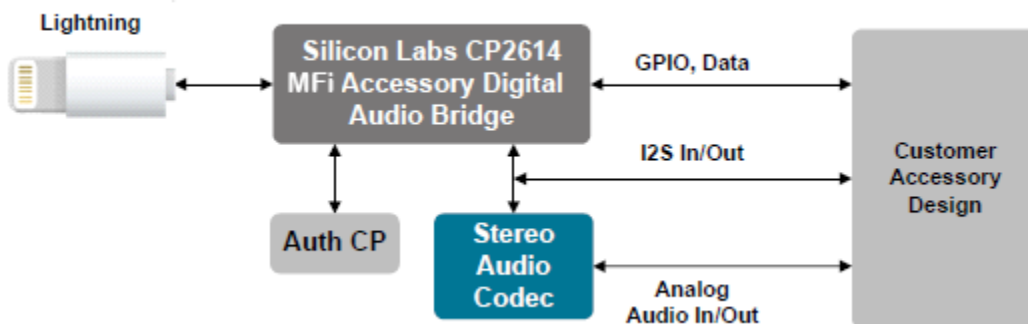 Lightning
Silicon Labs CP2614
MFi Accessory Digital
Audio Bridge
GPIO, Data
I2S In/Out
Customer
Accessory
Design
Auth CP
Stereo
Audio
Codec
Analog
Audio In/Out